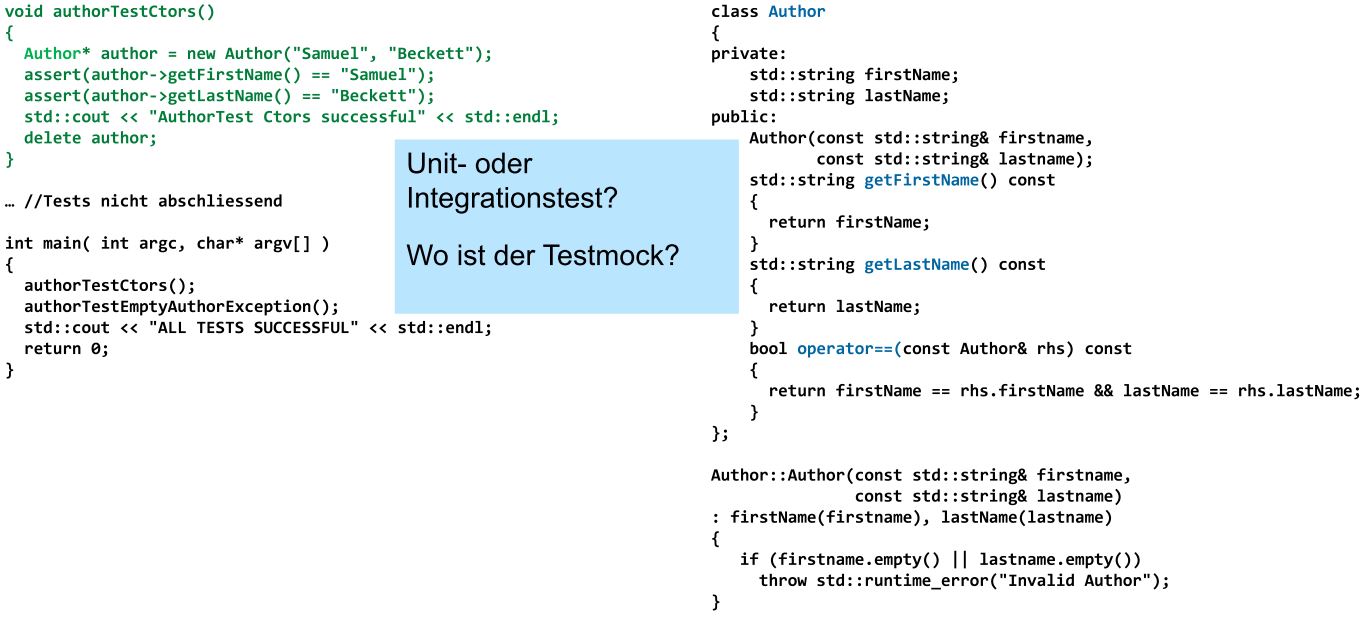 void authorTestCtors()
{
  Author* author = new Author("Samuel", "Beckett");
  assert(author->getFirstName() == "Samuel");
  assert(author->getLastName() == "Beckett");
  std::cout << "AuthorTest Ctors successful" << std::endl;
  delete author;
}
… //Tests nicht abschliessend
int main( int argc, char* argv[] )
{
  authorTestCtors();
  authorTestEmptyAuthorException();
  std::cout << "ALL TESTS SUCCESSFUL" << std::endl;
  return 0;
}
Unit- oder
Integrationstest?
Wo ist der Testmock?
class Author
{
private:
    std::string firstName;
    std::string lastName;
public:
    Author(const std::string& firstname,
           const std::string& lastname);
    std::string getFirstName() const
    {
      return firstName;
    }
    std::string getLastName() const
    {
      return lastName;
    }
    bool operator==(const Author& rhs) const
    {
      return firstName == rhs.firstName && lastName == rhs.lastName;
    }
};
Author::Author(const std::string& firstname,
               const std::string& lastname)
: firstName(firstname), lastName(lastname)
{
   if (firstname.empty() || lastname.empty())
     throw std::runtime_error("Invalid Author");
}